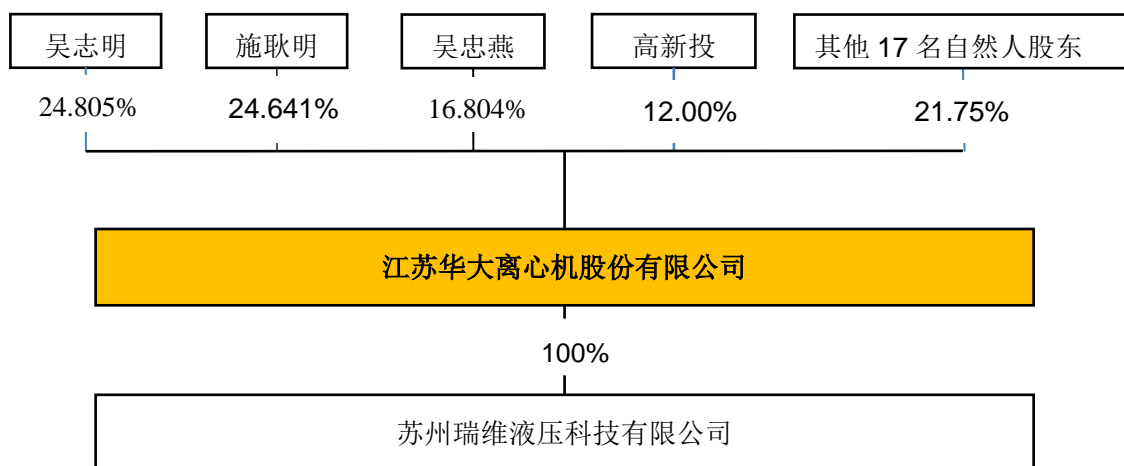 吴志明 施耿明 吴忠燕 高新投 其他 17 名自然人股东
24.805% 24.641% 16.804% 12.00% 21.75%
江苏华大离心机股份有限公司
100%
苏州瑞维液压科技有限公司